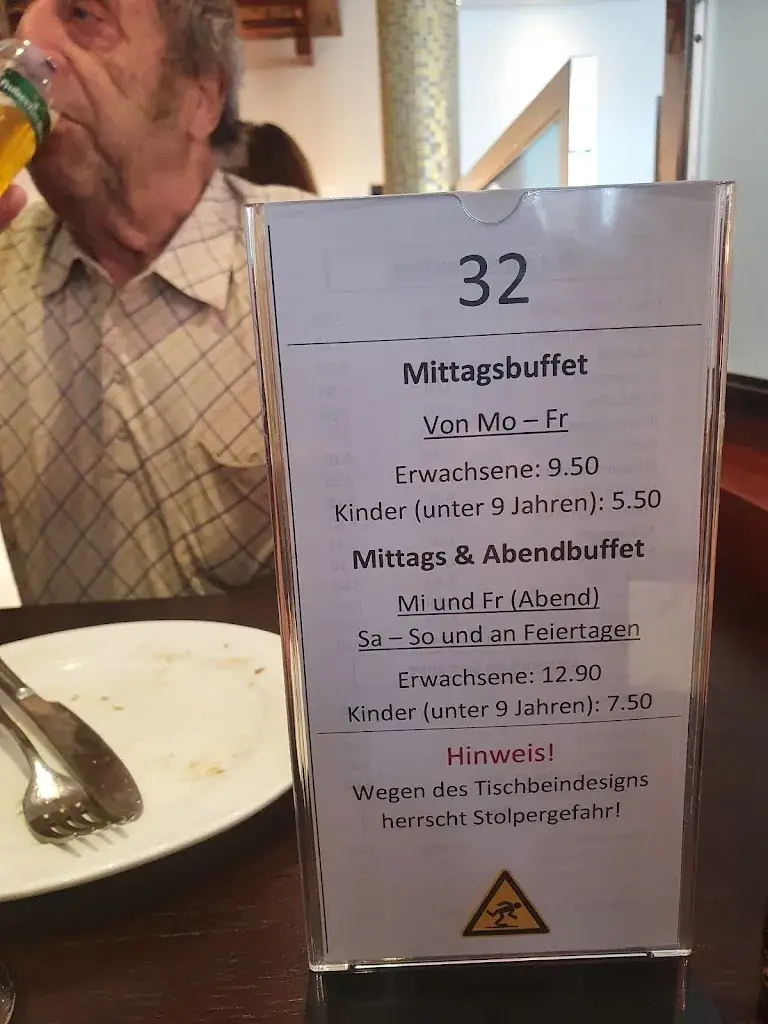 32
Mittagsbuffet
Von Mo – Fr
Erwachsene: 9.50
Kinder (unter 9 Jahren): 5.50
Mittags & Abendbuffet
Mi und Fr (Abend)
Sa – So und an Feiertagen
Erwachsene: 12.90
Kinder (unter 9 Jahren): 7.50
Hinweis!
Wegen des Tischbeindesigns
herrscht Stolpergefahr!